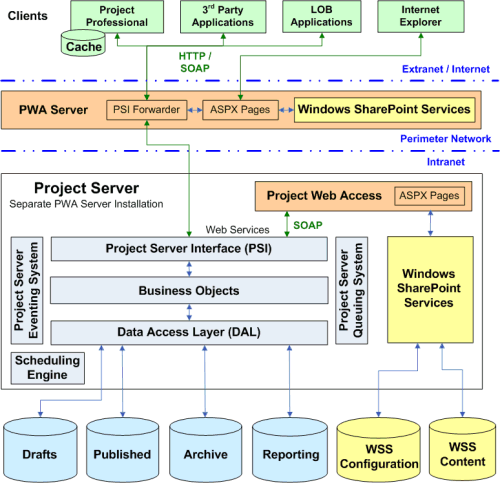 Clients
Project
Professional
Cache
3rd Party
Applications
LOB
Applications
Internet
Explorer
HTTP /
SOAP
Extranet / Internet
PWA Server
PSI Forwarder
ASPX Pages
Windows SharePoint Services
Perimeter Network
Intranet
Project Server
Separate PWA Server Installation
Project Web Access
ASPX Pages
Web Services
SOAP
Project Server
Eventing System
Project Server Interface (PSI)
Business Objects
Data Access Layer (DAL)
Project Server
Queuing System
Windows
SharePoint
Services
Scheduling
Engine
Drafts
Published
Archive
Reporting
WSS
Configuration
WSS
Content